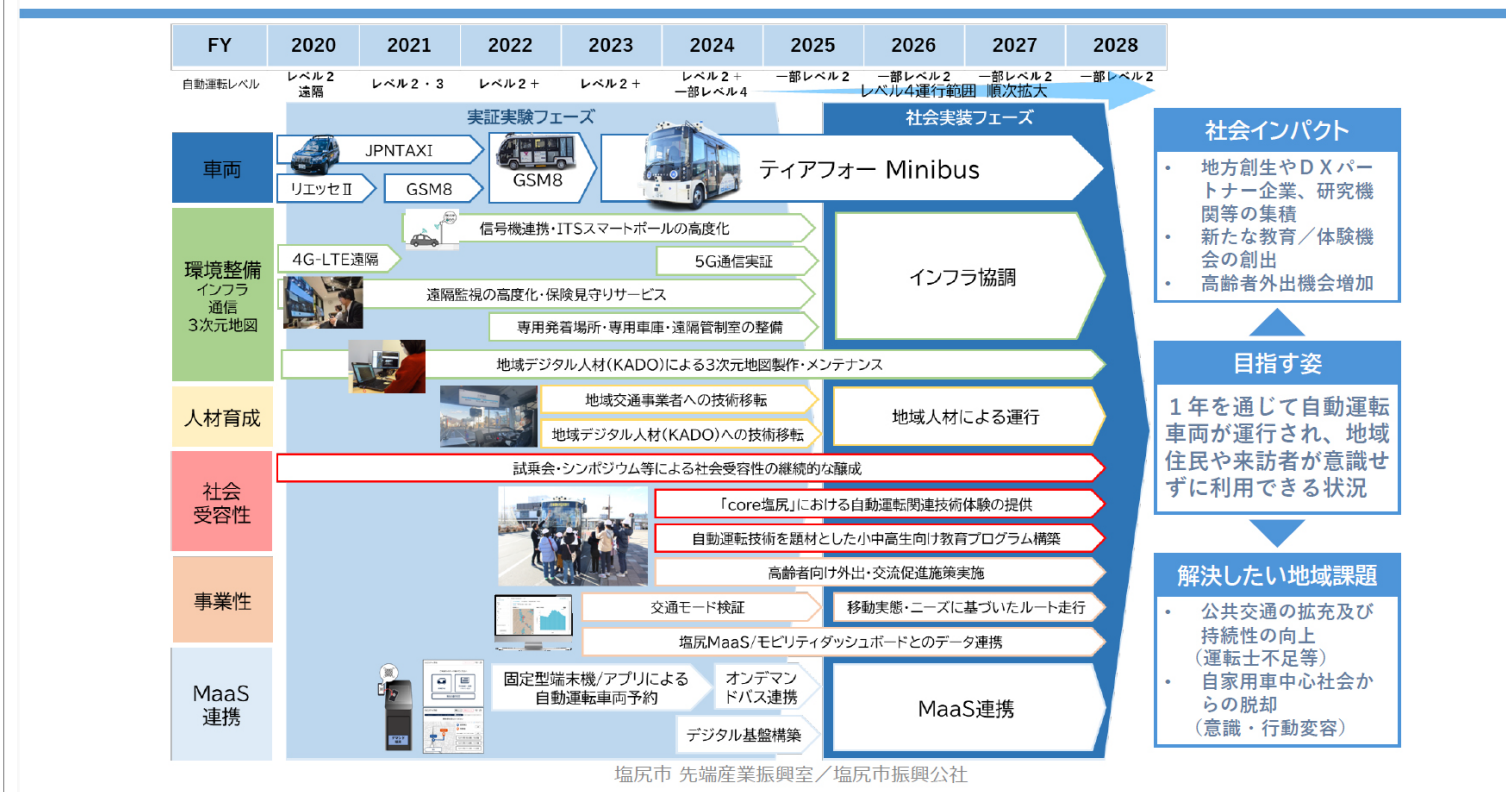 FY 2020 2021 2022 2023 2024 2025 2026 2027 2028
自動運転レベル
レベル2
遠隔
レベル2・3
レベル2+
レベル2+
レベル2+
一部レベル4
一部レベル2
一部レベル2
一部レベル2
一部レベル2
レベル4運行範囲 順次拡大
実証実験フェーズ
社会実装フェーズ
車両
JPNTAXI
リエッセⅡ
GSM8
GSM8
ティアフォー Minibus
環境整備
インフラ
通信
3次元地図
信号機連携・ITSスマートポールの高度化
4G-LTE遠隔
5G通信実証
遠隔監視の高度化・保険見守りサービス
専用発着場所・専用車庫・遠隔管制室の整備
インフラ協調
地域デジタル人材(KADO)による3次元地図製作・メンテナンス
人材育成
地域交通事業者への技術移転
地域デジタル人材(KADO)への技術移転
地域人材による運行
社会
受容性
試乗会・シンポジウム等による社会受容性の継続的な醸成
「core塩尻」における自動運転関連技術体験の提供
自動運転技術を題材とした小中高生向け教育プログラム構築
事業性
高齢者向け外出・交流促進施策実施
交通モード検証
移動実態・ニーズに基づいたルート走行
塩尻MaaS/モビリティダッシュボードとのデータ連携
MaaS
連携
固定型端末機/アプリによる
自動運転車両予約
オンデマン
ドバス連携
デジタル基盤構築
MaaS連携
社会インパクト
• 地方創生やDXパー
トナー企業、研究機
関等の集積
• 新たな教育／体験機
会の創出
• 高齢者外出機会増加
目指す姿
１年を通じて自動運転
車両が運行され、地域
住民や来訪者が意識せ
ずに利用できる状況
解決したい地域課題
• 公共交通の拡充及び
持続性の向上
（運転士不足等）
• 自家用車中心社会か
らの脱却
（意識・行動変容）
塩尻市 先端産業振興室／塩尻市振興公社